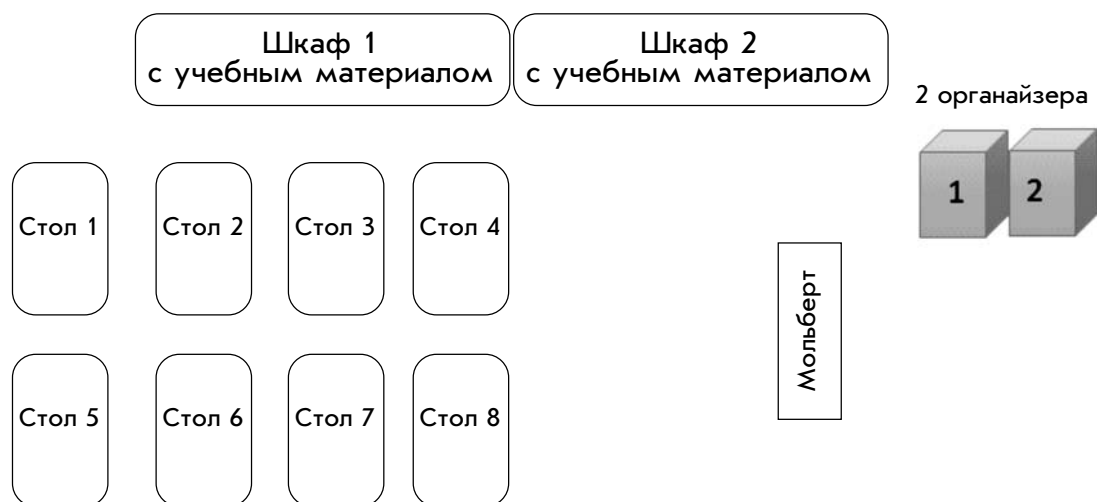 Шкаф 1
с учебным материалом
Шкаф 2
с учебным материалом
2 органайзера
1
2
Стол 1
Стол 2
Стол 3
Стол 4
Мольберт
Стол 5
Стол 6
Стол 7
Стол 8